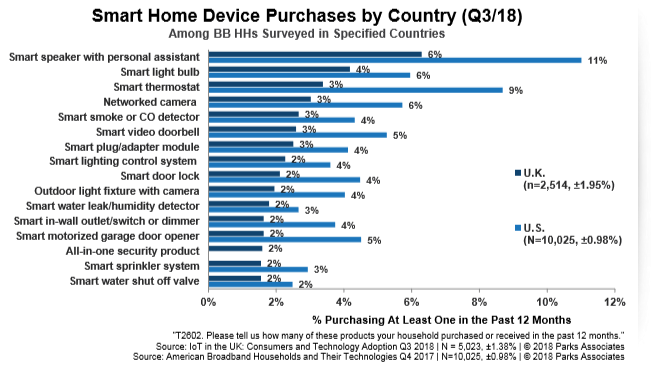 Smart Home Device Purchases by Country (Q3/18)
Among BB HHs Surveyed in Specified Countries
Smart speaker with personal assistant 6% 11%
Smart light bulb 4% 6%
Smart thermostat 3% 9%
Networked camera 3% 6%
Smart smoke or CO detector 3% 4%
Smart video doorbell 3% 5%
Smart plug/adapter module 3% 4%
Smart lighting control system 2% 4%
Smart door lock 2% 4%
Outdoor light fixture with camera 2% 4%
Smart water leak/humidity detector 2% 3%
Smart in-wall outlet/switch or dimmer 2% 4%
Smart motorized garage door opener 2% 5%
All-in-one security product 2%
Smart sprinkler system 2% 3%
Smart water shut off valve 2% 2%
U.K.
(n=2,514, ±1.95%)
U.S.
(N=10,025, ±0.98%)
0% 2% 4% 6% 8% 10% 12%
% Purchasing At Least One in the Past 12 Months
"T2602. Please tell us how many of these products your household purchased or received in the past 12 months."
Source: IoT in the UK: Consumers and Technology Adoption Q3 2018 | N = 5,023, ±1.38% | © 2018 Parks Associates
Source: American Broadband Households and Their Technologies Q4 2017 | N=10,025, ±0.98% | © 2018 Parks Associates